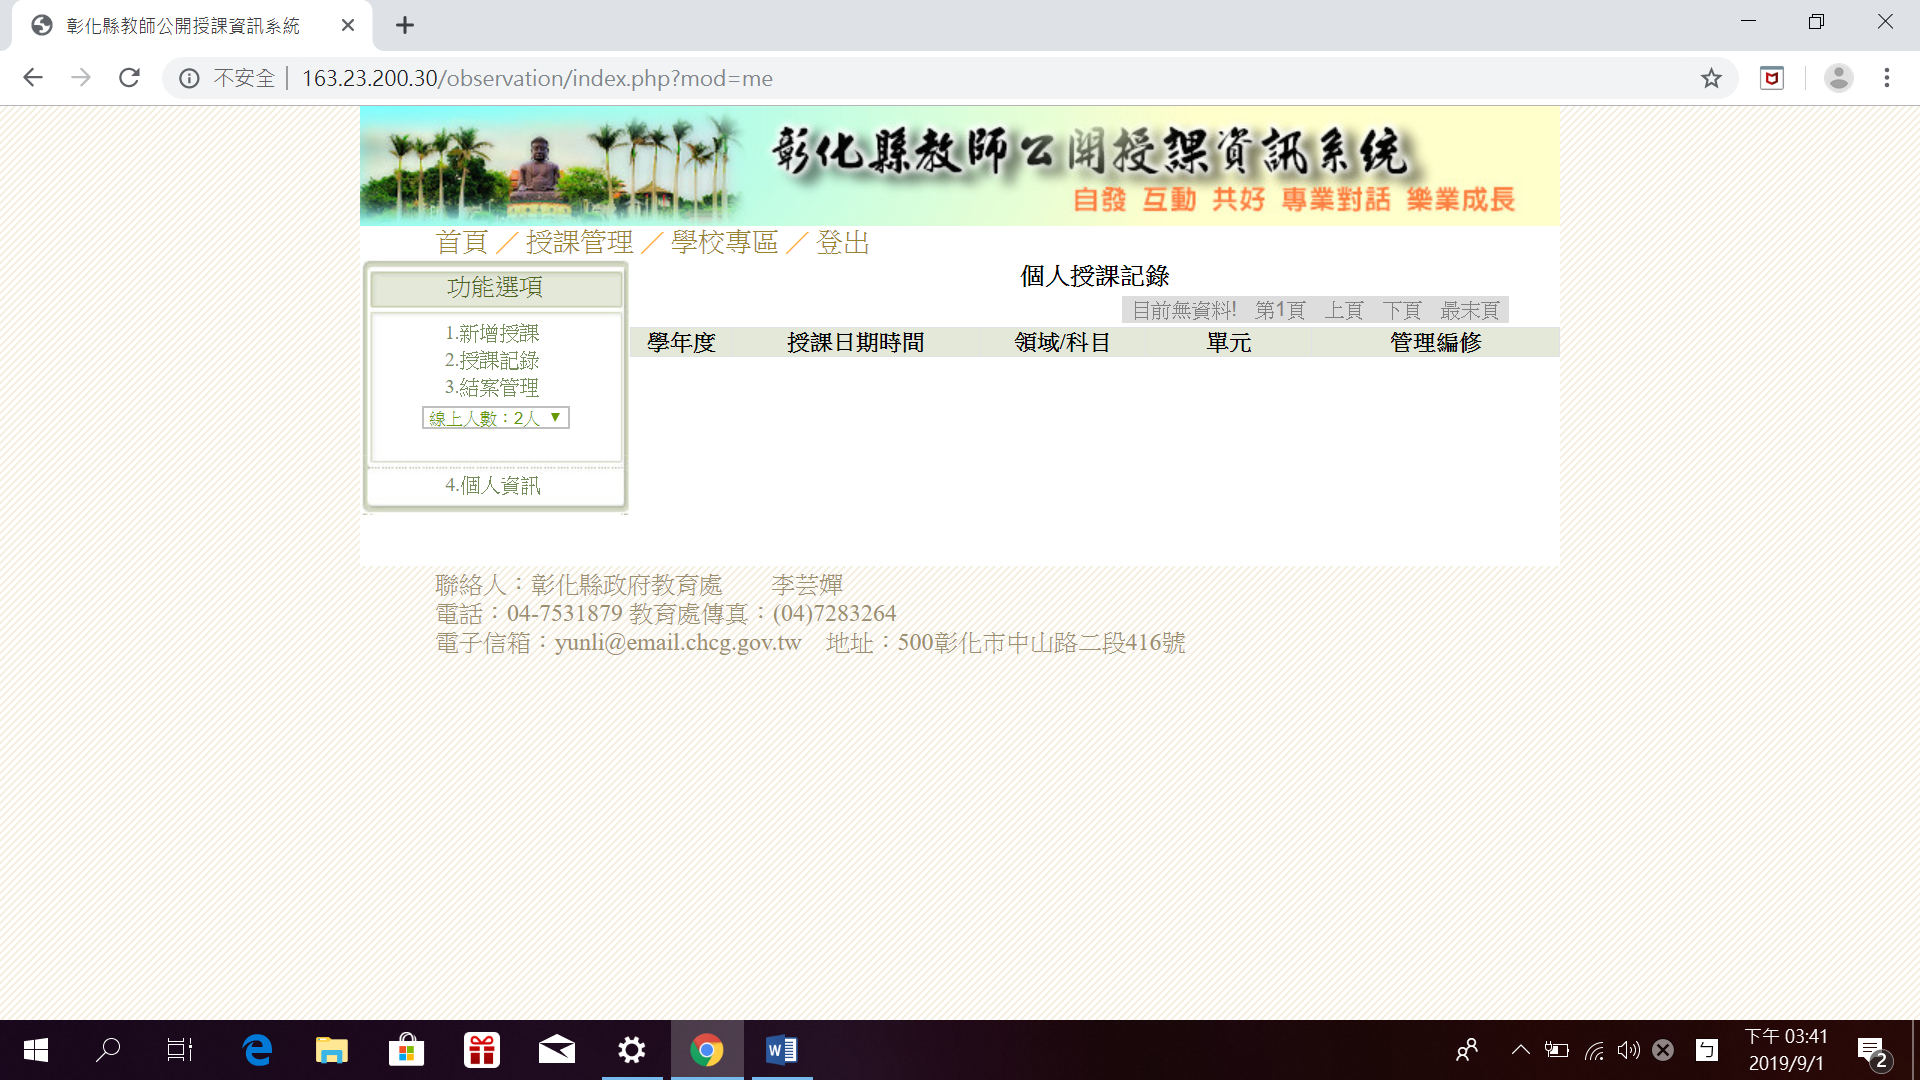 彰化縣教師公開授課資訊系統
不安全 | 163.23.200.30/observation/index.php?mod=me
彰化縣教師公開授課資訊系統
自發 互動 共好 專業對話 樂業成長
首頁 ／ 授課管理 ／ 學校專區 ／ 登出
功能選項
1.新增授課
2.授課記錄
3.結案管理
線上人數：2人 ▼
4.個人資訊
個人授課記錄
目前無資料! 第1頁 上頁 下頁 最末頁
學年度 授課日期時間 領域/科目 單元 管理編修
聯絡人：彰化縣政府教育處 李芸嬋
電話：04-7531879 教育處傳真：(04)7283264
電子信箱：yunli@email.chcg.gov.tw 地址：500彰化市中山路二段416號
ㄅ
下午 03:41
2019/9/1
2